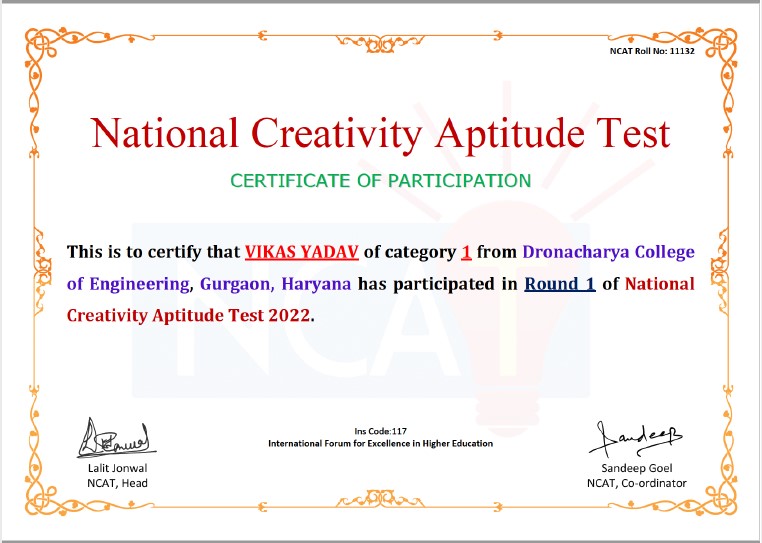 NCAT Roll No: 11132
National Creativity Aptitude Test
CERTIFICATE OF PARTICIPATION
This is to certify that VIKAS YADAV of category 1 from Dronacharya College
of Engineering, Gurgaon, Haryana has participated in Round 1 of National
Creativity Aptitude Test 2022.
NCAT
Ins Code:117
International Forum for Excellence in Higher Education
Lalit Jonwal
NCAT, Head
Sandeep
Sandeep Goel
NCAT, Co-ordinator